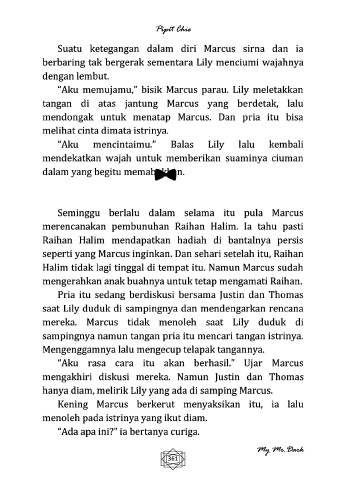 Pipit Chie
Suatu ketegangan dalam diri Marcus sirna dan ia
berbaring tak bergerak sementara Lily menciumi wajahnya
dengan lembut.
“Aku memujamu,” bisik Marcus parau. Lily meletakkan
tangan di atas jantung Marcus yang berdetak, lalu
mendongak untuk menatap Marcus. Dan pria itu bisa
melihat cinta dimata istrinya.
“Aku mencintaimu.” Balas Lily lalu kembali
mendekatkan wajah untuk memberikan suaminya ciuman
dalam yang begitu
Seminggu berlalu dalam selama itu pula Marcus
merencanakan pembunuhan Raihan Halim. Ia tahu pasti
Raihan Halim mendapatkan hadiah di bantalnya persis
seperti yang Marcus inginkan. Dan sehari setelah itu, Raihan
Halim tidak lagi tinggal di tempat itu. Namun Marcus sudah
mengerahkan anak buahnya untuk tetap mengamati Raihan.
Pria itu sedang berdiskusi bersama Justin dan Thomas
saat Lily duduk di sampingnya dan mendengarkan rencana
mereka. Marcus tidak menoleh saat Lily duduk di
sampingnya namun tangan pria itu mencari tangan istrinya.
Mengenggamnya lalu mengecup telapak tangannya.
“Aku rasa cara itu akan berhasil.” Ujar Marcus
mengakhiri diskusi mereka. Namun Justin dan Thomas
hanya diam, melirik Lily yang ada di samping Marcus.
Kening Marcus berkerut menyaksikan itu, ia lalu
menoleh pada istrinya yang ikut diam.
“Ada apa ini?” ia bertanya curiga.
My Mr. Dark
361